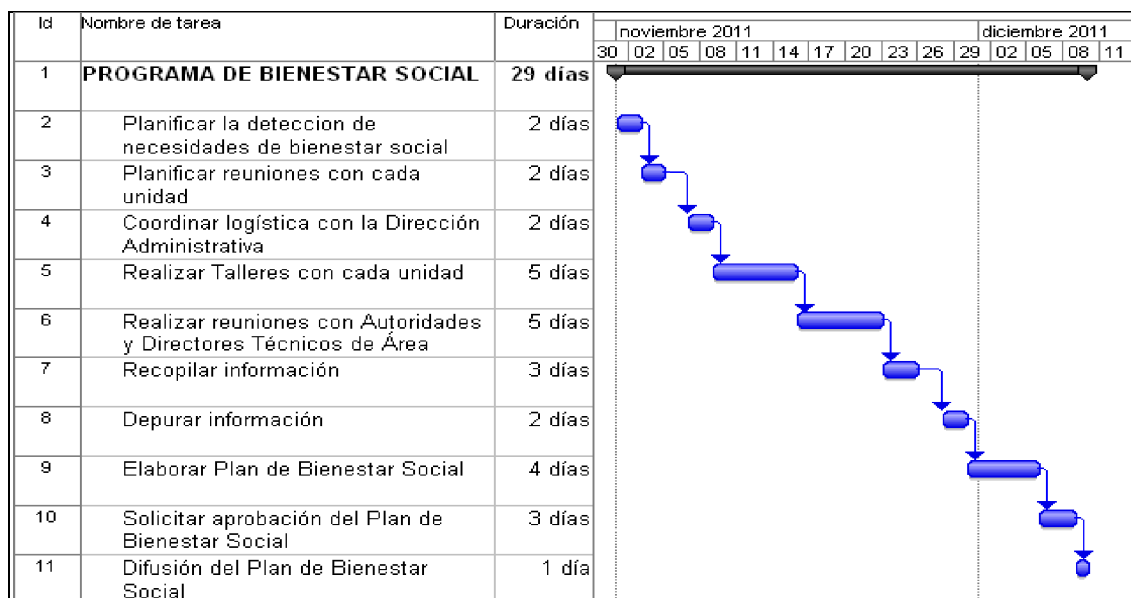 Id Nombre de tarea Duración noviembre 2011 diciembre 2011
30 02 05 08 11 14 17 20 23 26 29 02 05 08 11
1 PROGRAMA DE BIENESTAR SOCIAL 29 días
2 Planificar la deteccion de 2 días
necesidades de bienestar social
3 Planificar reuniones con cada 2 días
unidad
4 Coordinar logística con la Dirección 2 días
Administrativa
5 Realizar Talleres con cada unidad 5 días
6 Realizar reuniones con Autoridades 5 días
y Directores Técnicos de Área
7 Recopilar información 3 días
8 Depurar información 2 días
9 Elaborar Plan de Bienestar Social 4 días
10 Solicitar aprobación del Plan de 3 días
Bienestar Social
11 Difusión del Plan de Bienestar 1 día
Social